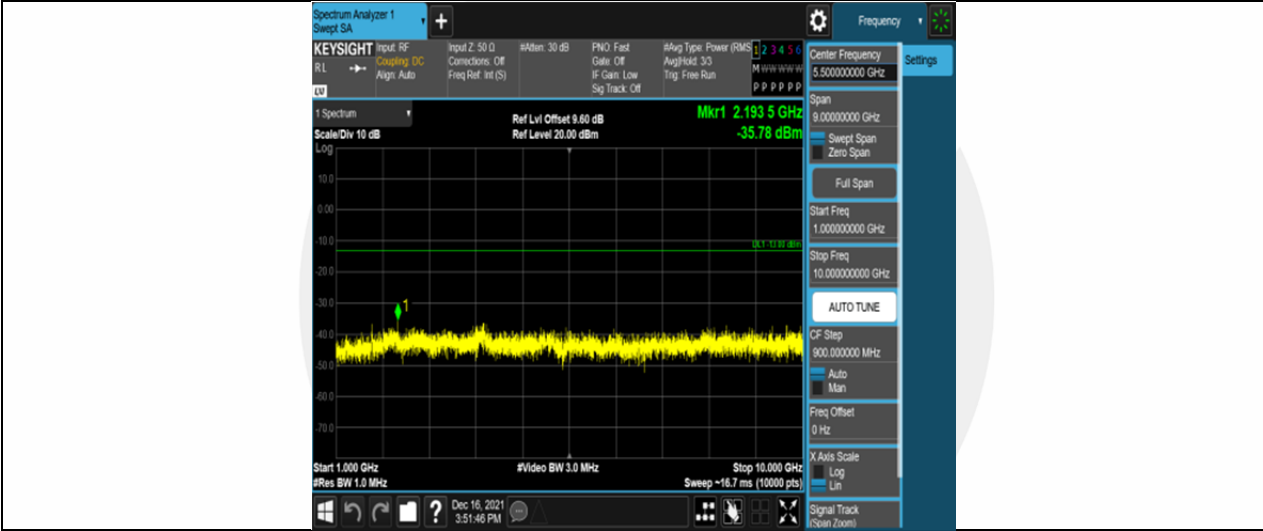 Spectrum Analyzer 1
Swept SA
+
Frequency
KEYSIGHT
RL
LV
Input: RF
Coupling: DC
Align: Auto
Input Z: 50 Ω
Corrections: Off
Freq Ref: Int (S)
#Atten: 30 dB
PNO: Fast
Gate: Off
IF Gain: Low
Sig Track: Off
#Avg Type: Power (RMS
Avg|Hold: 3/3
Trig: Free Run
1 2 3 4 5 6
M W W W W W
P P P P P P
Center Frequency
5.500000000 GHz
Settings
Span
9.00000000 GHz
Swept Span
Zero Span
Full Span
Start Freq
1.000000000 GHz
Stop Freq
10.000000000 GHz
AUTO TUNE
CF Step
900.000000 MHz
Auto
Man
Freq Offset
0 Hz
X Axis Scale
Log
Lin
Signal Track
(Span Zoom)
1 Spectrum
Scale/Div 10 dB
Ref Lvl Offset 9.60 dB
Ref Level 20.00 dBm
Mkr1 2.193 5 GHz
-35.78 dBm
Log
10.0
0.00
-10.0
DL1 -13.00 dBm
-20.0
-30.0
1
-40.0
-50.0
-60.0
-70.0
Start 1.000 GHz
#Video BW 3.0 MHz
Stop 10.000 GHz
#Res BW 1.0 MHz
Sweep ~16.7 ms (10000 pts)
?
Dec 16, 2021
3:51:46 PM